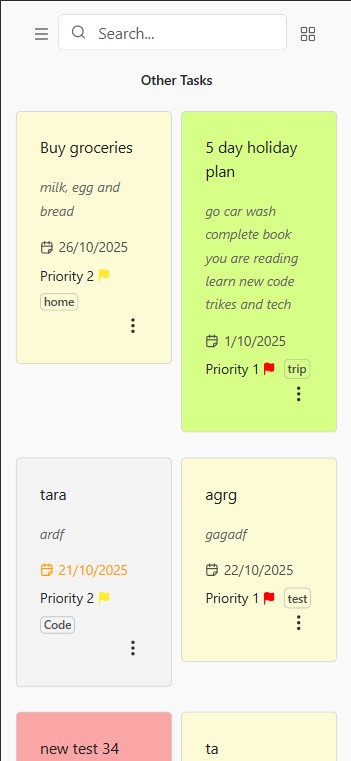 Search...
Other Tasks
Buy groceries
milk, egg and
bread
26/10/2025
Priority 2
home
5 day holiday
plan
go car wash
complete book
you are reading
learn new code
trikes and tech
1/10/2025
Priority 1 trip
tara
ardf
21/10/2025
Priority 2
Code
agrg
gagadf
22/10/2025
Priority 1 test
new test 34
ta